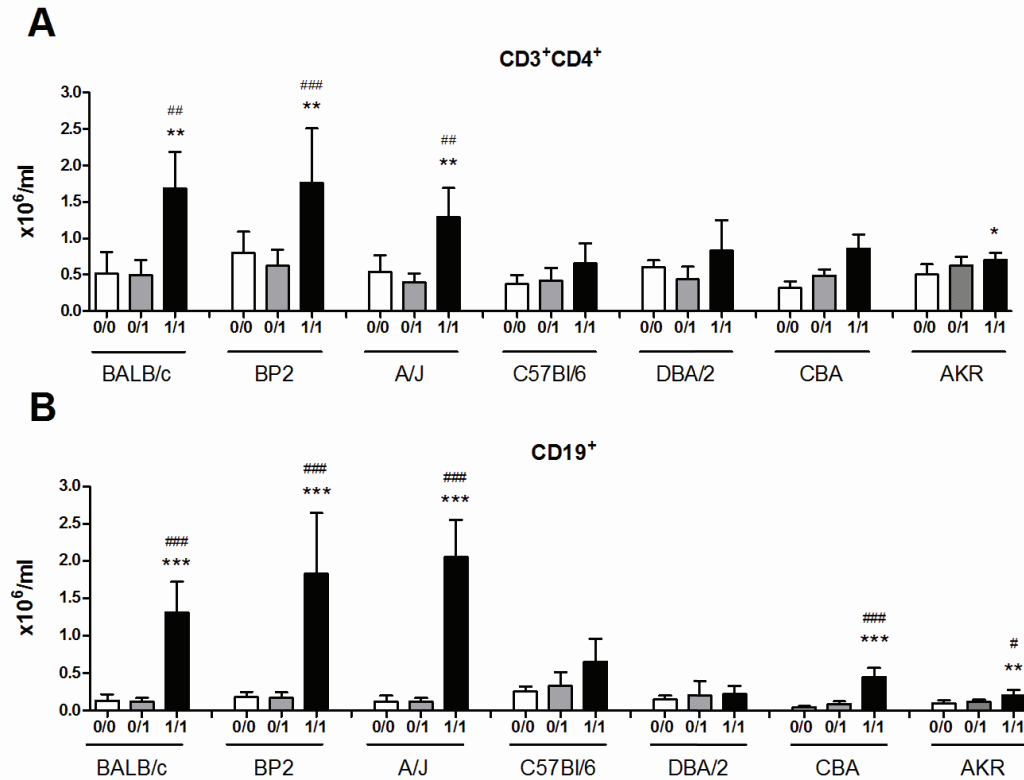 A
CD3⁺CD4⁺
## ### ##
** ** ** *
x10⁶/ml
3.0
2.5
2.0
1.5
1.0
0.5
0.0
0/0 0/1 1/1 0/0 0/1 1/1 0/0 0/1 1/1 0/0 0/1 1/1 0/0 0/1 1/1 0/0 0/1 1/1 0/0 0/1 1/1
BALB/c BP2 A/J C57Bl/6 DBA/2 CBA AKR
B
CD19⁺
### ### ### ### #
*** *** *** *** **
x10⁶/ml
3.0
2.5
2.0
1.5
1.0
0.5
0.0
0/0 0/1 1/1 0/0 0/1 1/1 0/0 0/1 1/1 0/0 0/1 1/1 0/0 0/1 1/1 0/0 0/1 1/1 0/0 0/1 1/1
BALB/c BP2 A/J C57Bl/6 DBA/2 CBA AKR